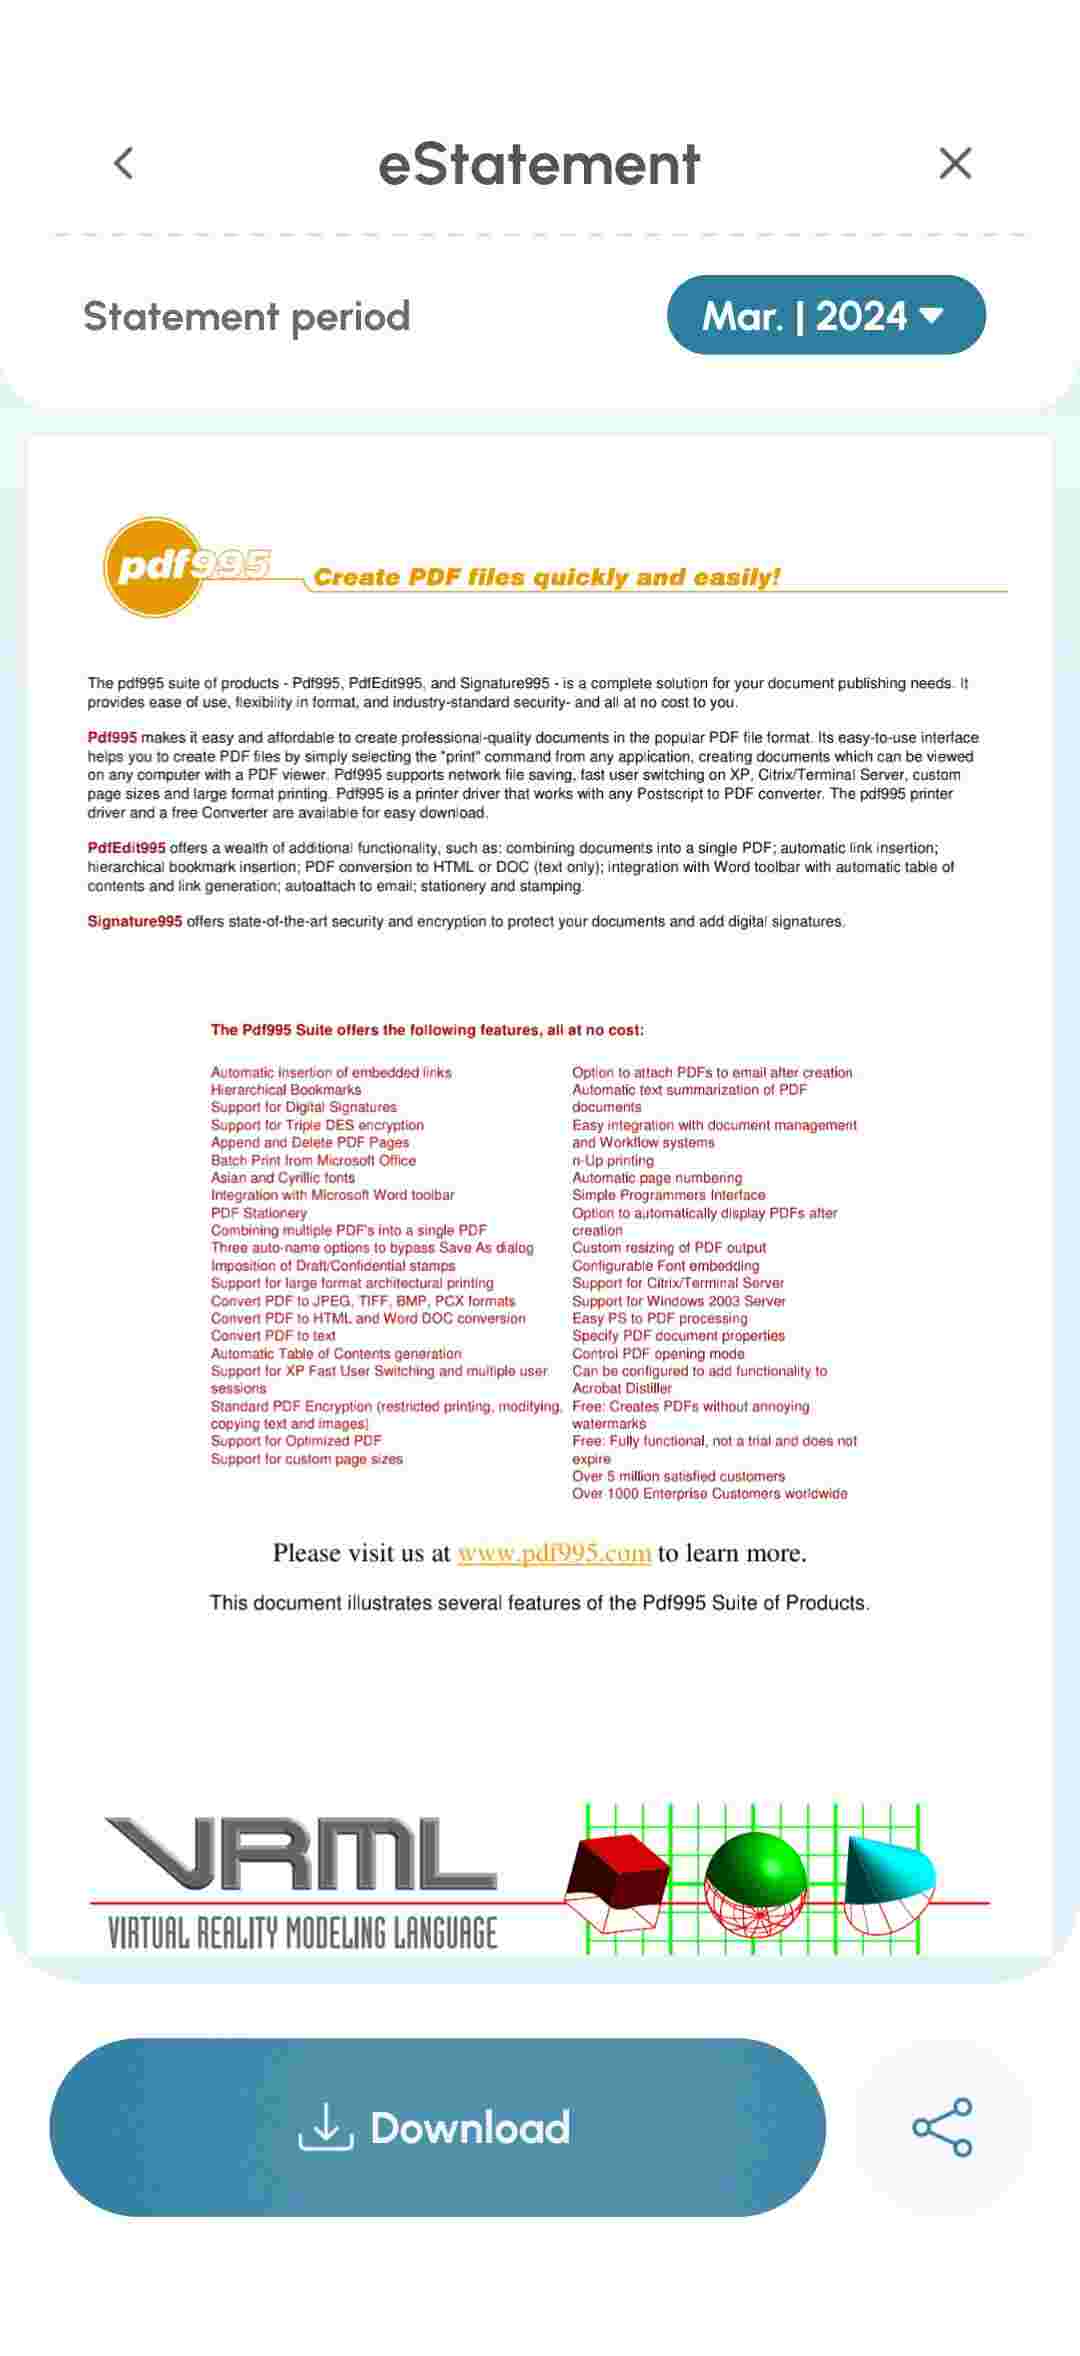 eStatement
Statement period
Mar. | 2024
pdf995
Create PDF files quickly and easily!
The pdf995 suite of products - Pdf995, PdfEdit995, and Signature995 - is a complete solution for your document publishing needs. It
provides ease of use, flexibility in format, and industry-standard security- and all at no cost to you.
Pdf995 makes it easy and affordable to create professional-quality documents in the popular PDF file format. Its easy-to-use interface
helps you to create PDF files by simply selecting the "print" command from any application, creating documents which can be viewed
on any computer with a PDF viewer. Pdf995 supports network file saving, fast user switching on XP, Citrix/Terminal Server, custom
page sizes and large format printing. Pdf995 is a printer driver that works with any Postscript to PDF converter. The pdf995 printer
driver and a free Converter are available for easy download.
PdfEdit995 offers a wealth of additional functionality, such as: combining documents into a single PDF; automatic link insertion;
hierarchical bookmark insertion; PDF conversion to HTML or DOC (text only); integration with Word toolbar with automatic table of
contents and link generation; autoattach to email; stationery and stamping.
Signature995 offers state-of-the-art security and encryption to protect your documents and add digital signatures.
The Pdf995 Suite offers the following features, all at no cost:
Automatic insertion of embedded links
Hierarchical Bookmarks
Support for Digital Signatures
Support for Triple DES encryption
Append and Delete PDF Pages
Batch Print from Microsoft Office
Asian and Cyrillic fonts
Integration with Microsoft Word toolbar
PDF Stationery
Combining multiple PDF's into a single PDF
Three auto-name options to bypass Save As dialog
Imposition of Draft/Confidential stamps
Support for large format architectural printing
Convert PDF to JPEG, TIFF, BMP, PCX formats
Convert PDF to HTML and Word DOC conversion
Convert PDF to text
Automatic Table of Contents generation
Support for XP Fast User Switching and multiple user
sessions
Standard PDF Encryption (restricted printing, modifying,
copying text and images)
Support for Optimized PDF
Support for custom page sizes
Option to attach PDFs to email after creation
Automatic text summarization of PDF
documents
Easy integration with document management
and Workflow systems
n-Up printing
Automatic page numbering
Simple Programmers Interface
Option to automatically display PDFs after
creation
Custom resizing of PDF output
Configurable Font embedding
Support for Citrix/Terminal Server
Support for Windows 2003 Server
Easy PS to PDF processing
Specify PDF document properties
Control PDF opening mode
Can be configured to add functionality to
Acrobat Distiller
Free: Creates PDFs without annoying
watermarks
Free: Fully functional, not a trial and does not
expire
Over 5 million satisfied customers
Over 1000 Enterprise Customers worldwide
Please visit us at www.pdf995.com to learn more.
This document illustrates several features of the Pdf995 Suite of Products.
VRML
VIRTUAL REALITY MODELING LANGUAGE
Download